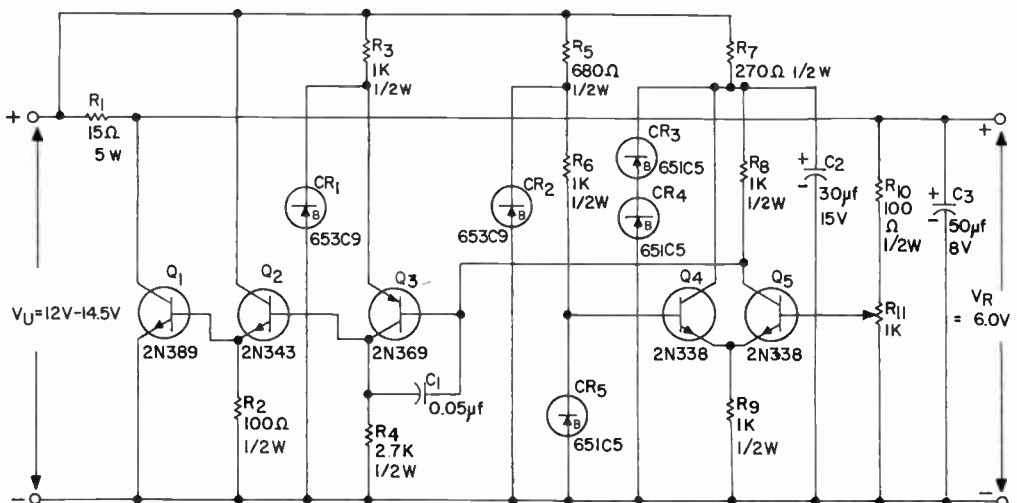 R3
1K
1/2W
R5
680Ω
1/2W
R7
270Ω 1/2W
+
R1
15Ω
5W
+
CR3
B
651C5
R6
1K
1/2W
R8
1K
1/2W
+
-
C2
30µf
15V
R10
100
Ω
1/2W
+
-
C3
50µf
8V
CR1
B
653C9
CR2
B
653C9
CR4
B
651C5
VU=12V-14.5V
Q1
2N389
Q2
2N343
Q3
2N369
Q4
2N338
Q5
2N338
R11
1K
VR
= 6.0V
C1
0.05µf
R2
100Ω
1/2W
R4
2.7K
1/2W
CR5
B
651C5
R9
1K
1/2W
-
-